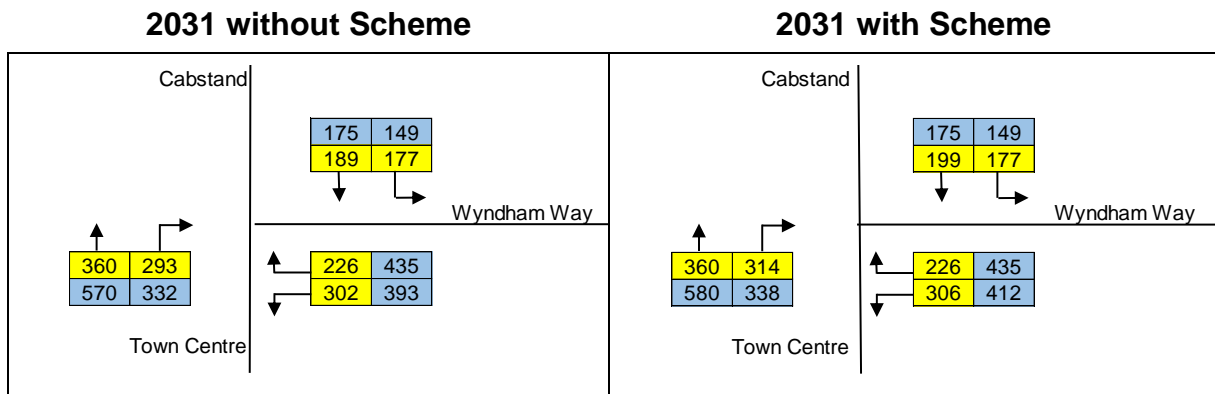 2031 without Scheme
2031 with Scheme
Cabstand
175 149
189 177
Wyndham Way
360 293
570 332
226 435
302 393
Town Centre
Cabstand
175 149
199 177
Wyndham Way
360 314
580 338
226 435
306 412
Town Centre